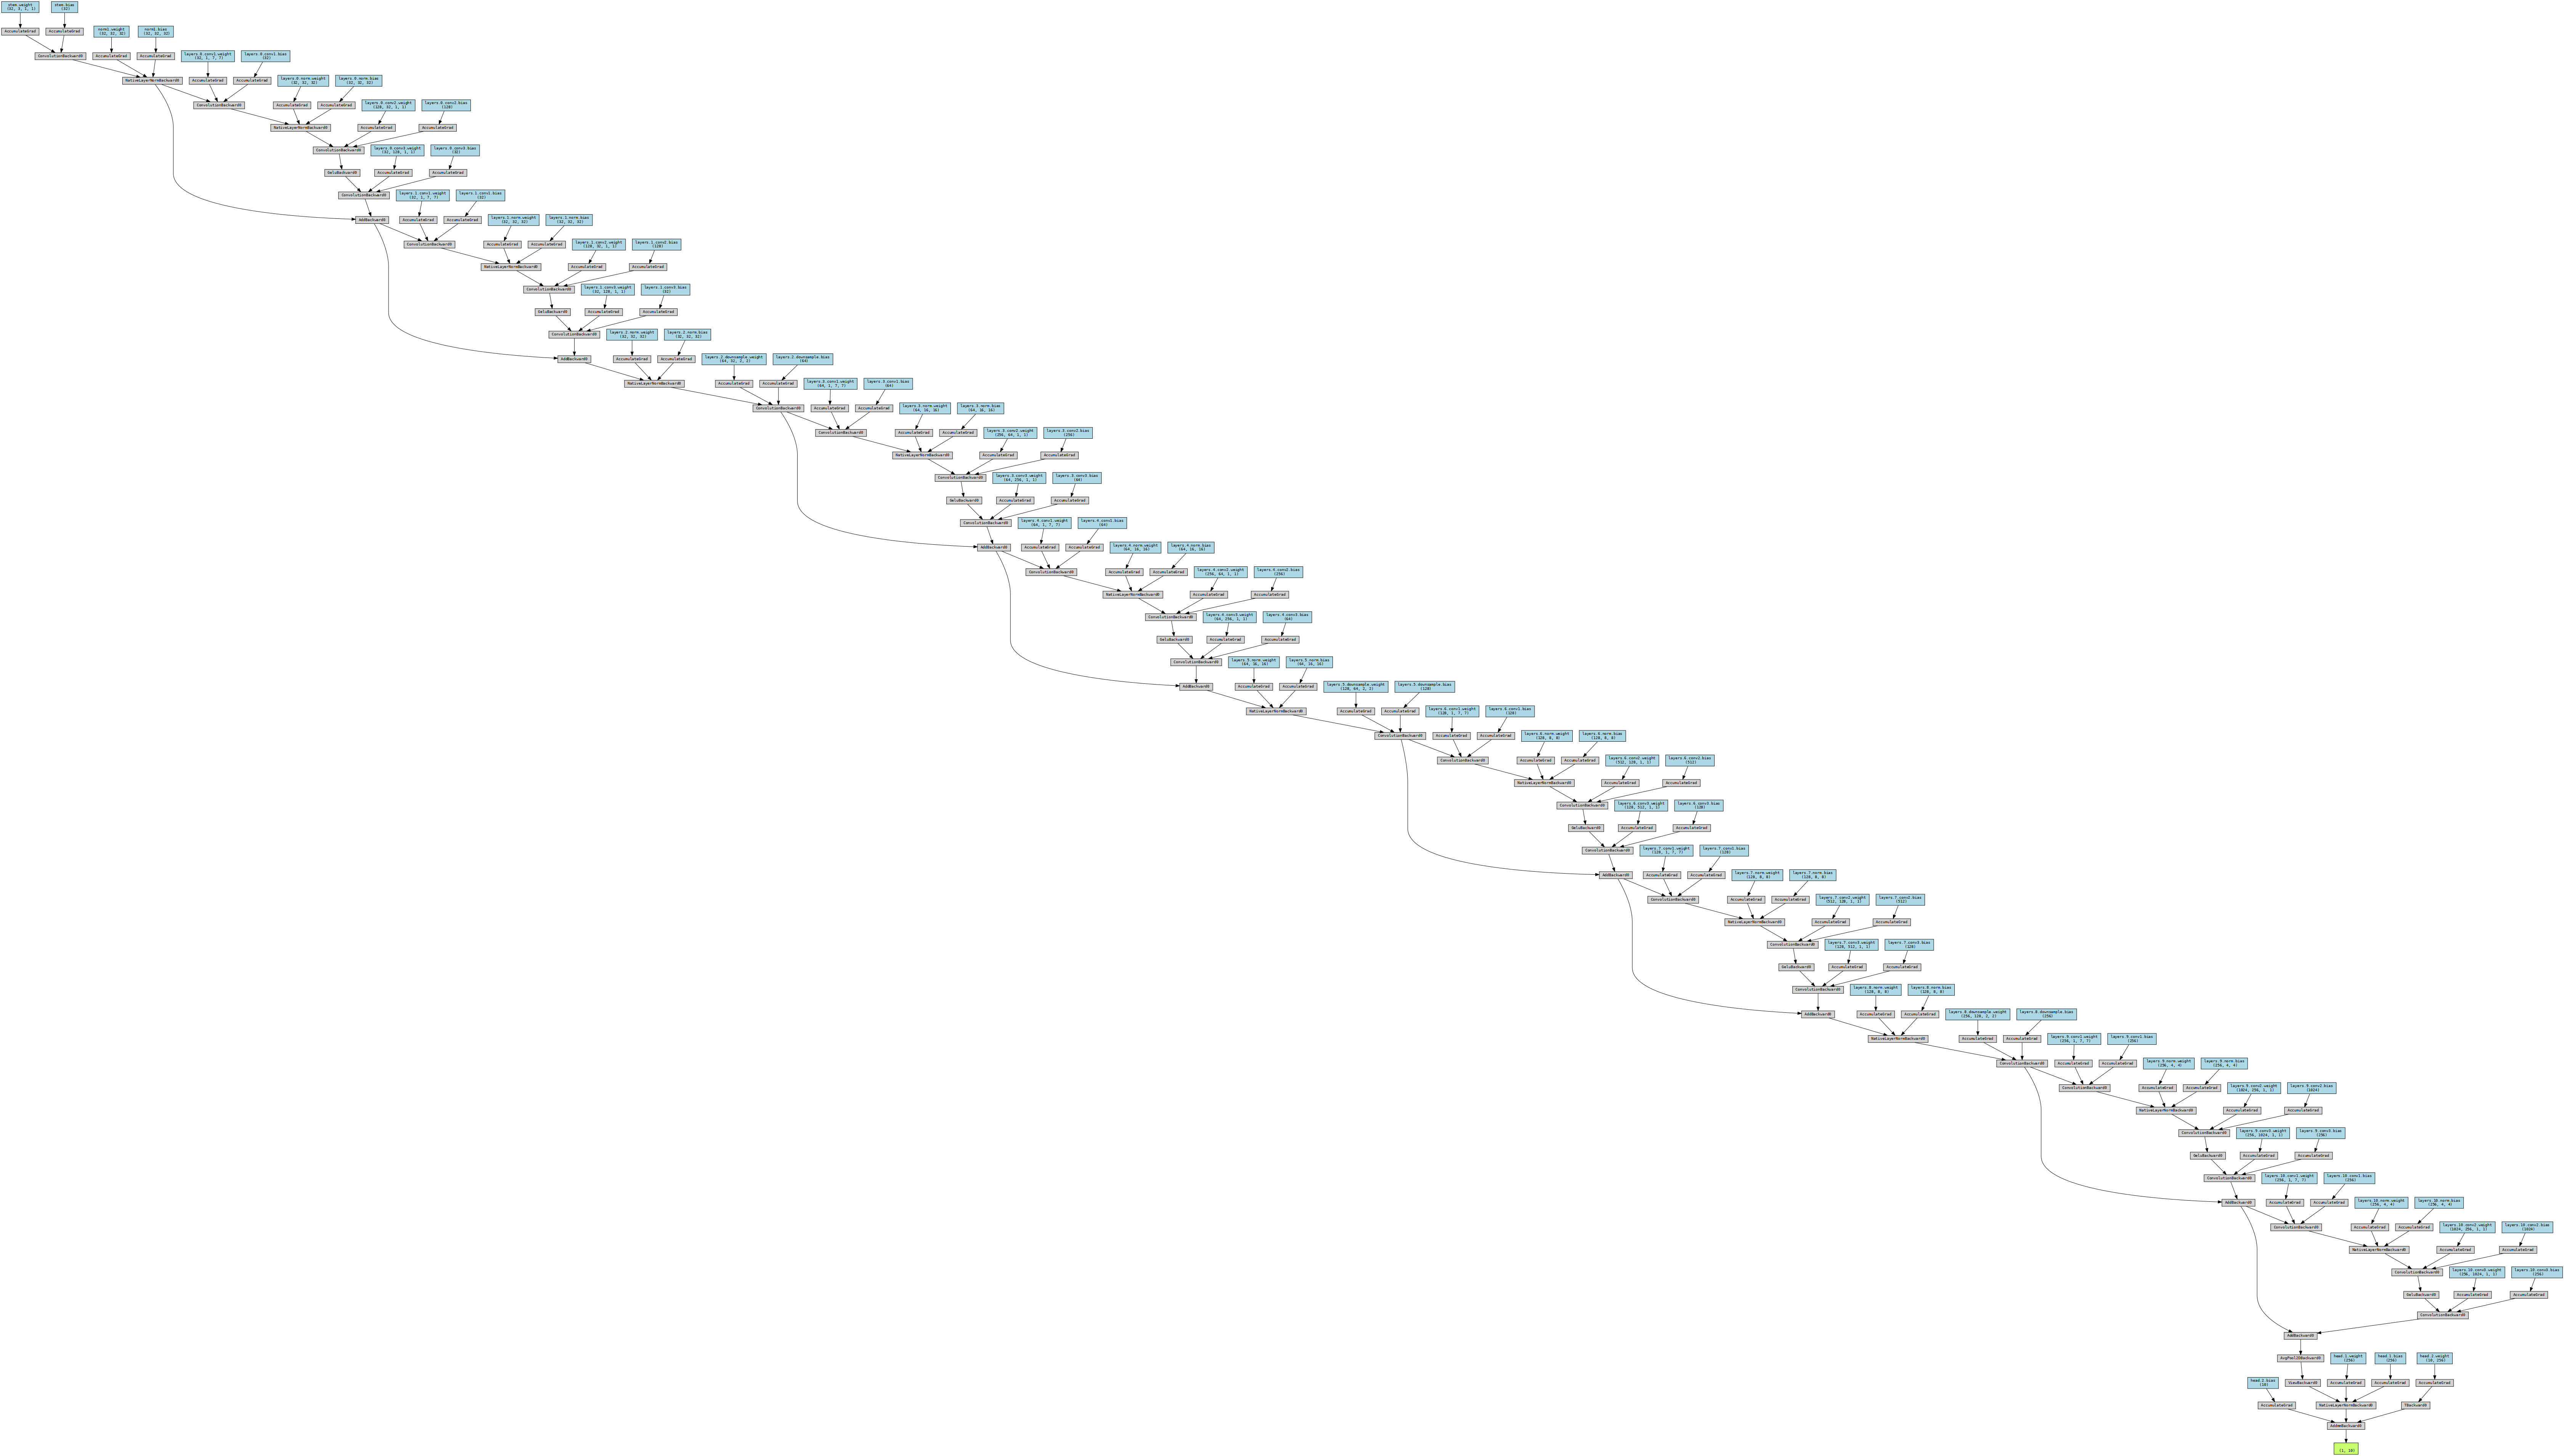 stem.weight
(32, 3, 1, 1)
stem.bias
(32)
AccumulateGrad
AccumulateGrad
norm1.weight
(32, 32, 32)
norm1.bias
(32, 32, 32)
ConvolutionBackward0
AccumulateGrad
AccumulateGrad
layers.0.conv1.weight
(32, 1, 7, 7)
layers.0.conv1.bias
(32)
NativeLayerNormBackward0
AccumulateGrad
AccumulateGrad
layers.0.norm.weight
(32, 32, 32)
layers.0.norm.bias
(32, 32, 32)
ConvolutionBackward0
AccumulateGrad
AccumulateGrad
layers.0.conv2.weight
(128, 32, 1, 1)
layers.0.conv2.bias
(128)
NativeLayerNormBackward0
AccumulateGrad
AccumulateGrad
ConvolutionBackward0
layers.0.conv3.weight
(32, 128, 1, 1)
layers.0.conv3.bias
(32)
GeluBackward0
AccumulateGrad
AccumulateGrad
ConvolutionBackward0
layers.1.conv1.weight
(32, 1, 7, 7)
layers.1.conv1.bias
(32)
AddBackward0
AccumulateGrad
AccumulateGrad
layers.1.norm.weight
(32, 32, 32)
layers.1.norm.bias
(32, 32, 32)
ConvolutionBackward0
AccumulateGrad
AccumulateGrad
layers.1.conv2.weight
(128, 32, 1, 1)
layers.1.conv2.bias
(128)
NativeLayerNormBackward0
AccumulateGrad
AccumulateGrad
ConvolutionBackward0
layers.1.conv3.weight
(32, 128, 1, 1)
layers.1.conv3.bias
(32)
GeluBackward0
AccumulateGrad
AccumulateGrad
ConvolutionBackward0
layers.2.norm.weight
(32, 32, 32)
layers.2.norm.bias
(32, 32, 32)
AddBackward0
AccumulateGrad
AccumulateGrad
layers.2.downsample.weight
(64, 32, 2, 2)
layers.2.downsample.bias
(64)
NativeLayerNormBackward0
AccumulateGrad
AccumulateGrad
layers.3.conv1.weight
(64, 1, 7, 7)
layers.3.conv1.bias
(64)
ConvolutionBackward0
AccumulateGrad
AccumulateGrad
layers.3.norm.weight
(64, 16, 16)
layers.3.norm.bias
(64, 16, 16)
ConvolutionBackward0
AccumulateGrad
AccumulateGrad
layers.3.conv2.weight
(256, 64, 1, 1)
layers.3.conv2.bias
(256)
NativeLayerNormBackward0
AccumulateGrad
AccumulateGrad
ConvolutionBackward0
layers.3.conv3.weight
(64, 256, 1, 1)
layers.3.conv3.bias
(64)
GeluBackward0
AccumulateGrad
AccumulateGrad
ConvolutionBackward0
layers.4.conv1.weight
(64, 1, 7, 7)
layers.4.conv1.bias
(64)
AddBackward0
AccumulateGrad
AccumulateGrad
layers.4.norm.weight
(64, 16, 16)
layers.4.norm.bias
(64, 16, 16)
ConvolutionBackward0
AccumulateGrad
AccumulateGrad
layers.4.conv2.weight
(256, 64, 1, 1)
layers.4.conv2.bias
(256)
NativeLayerNormBackward0
AccumulateGrad
AccumulateGrad
ConvolutionBackward0
layers.4.conv3.weight
(64, 256, 1, 1)
layers.4.conv3.bias
(64)
GeluBackward0
AccumulateGrad
AccumulateGrad
ConvolutionBackward0
layers.5.norm.weight
(64, 16, 16)
layers.5.norm.bias
(64, 16, 16)
AddBackward0
AccumulateGrad
AccumulateGrad
layers.5.downsample.weight
(128, 64, 2, 2)
layers.5.downsample.bias
(128)
NativeLayerNormBackward0
AccumulateGrad
AccumulateGrad
layers.6.conv1.weight
(128, 1, 7, 7)
layers.6.conv1.bias
(128)
ConvolutionBackward0
AccumulateGrad
AccumulateGrad
layers.6.norm.weight
(128, 8, 8)
layers.6.norm.bias
(128, 8, 8)
ConvolutionBackward0
AccumulateGrad
AccumulateGrad
layers.6.conv2.weight
(512, 128, 1, 1)
layers.6.conv2.bias
(512)
NativeLayerNormBackward0
AccumulateGrad
AccumulateGrad
ConvolutionBackward0
layers.6.conv3.weight
(128, 512, 1, 1)
layers.6.conv3.bias
(128)
GeluBackward0
AccumulateGrad
AccumulateGrad
ConvolutionBackward0
layers.7.conv1.weight
(128, 1, 7, 7)
layers.7.conv1.bias
(128)
AddBackward0
AccumulateGrad
AccumulateGrad
layers.7.norm.weight
(128, 8, 8)
layers.7.norm.bias
(128, 8, 8)
ConvolutionBackward0
AccumulateGrad
AccumulateGrad
layers.7.conv2.weight
(512, 128, 1, 1)
layers.7.conv2.bias
(512)
NativeLayerNormBackward0
AccumulateGrad
AccumulateGrad
ConvolutionBackward0
layers.7.conv3.weight
(128, 512, 1, 1)
layers.7.conv3.bias
(128)
GeluBackward0
AccumulateGrad
AccumulateGrad
ConvolutionBackward0
layers.8.norm.weight
(128, 8, 8)
layers.8.norm.bias
(128, 8, 8)
AddBackward0
AccumulateGrad
AccumulateGrad
layers.8.downsample.weight
(256, 128, 2, 2)
layers.8.downsample.bias
(256)
NativeLayerNormBackward0
AccumulateGrad
AccumulateGrad
layers.9.conv1.weight
(256, 1, 7, 7)
layers.9.conv1.bias
(256)
ConvolutionBackward0
AccumulateGrad
AccumulateGrad
layers.9.norm.weight
(256, 4, 4)
layers.9.norm.bias
(256, 4, 4)
ConvolutionBackward0
AccumulateGrad
AccumulateGrad
layers.9.conv2.weight
(1024, 256, 1, 1)
layers.9.conv2.bias
(1024)
NativeLayerNormBackward0
AccumulateGrad
AccumulateGrad
ConvolutionBackward0
layers.9.conv3.weight
(256, 1024, 1, 1)
layers.9.conv3.bias
(256)
GeluBackward0
AccumulateGrad
AccumulateGrad
ConvolutionBackward0
layers.10.conv1.weight
(256, 1, 7, 7)
layers.10.conv1.bias
(256)
AddBackward0
AccumulateGrad
AccumulateGrad
layers.10.norm.weight
(256, 4, 4)
layers.10.norm.bias
(256, 4, 4)
ConvolutionBackward0
AccumulateGrad
AccumulateGrad
layers.10.conv2.weight
(1024, 256, 1, 1)
layers.10.conv2.bias
(1024)
NativeLayerNormBackward0
AccumulateGrad
AccumulateGrad
ConvolutionBackward0
layers.10.conv3.weight
(256, 1024, 1, 1)
layers.10.conv3.bias
(256)
GeluBackward0
AccumulateGrad
AccumulateGrad
ConvolutionBackward0
AddBackward0
AvgPool2DBackward0
head.1.weight
(256)
head.1.bias
(256)
head.2.weight
(10, 256)
head.2.bias
(10)
ViewBackward0
AccumulateGrad
AccumulateGrad
AccumulateGrad
AccumulateGrad
NativeLayerNormBackward0
TBackward0
AddmmBackward0
(1, 10)